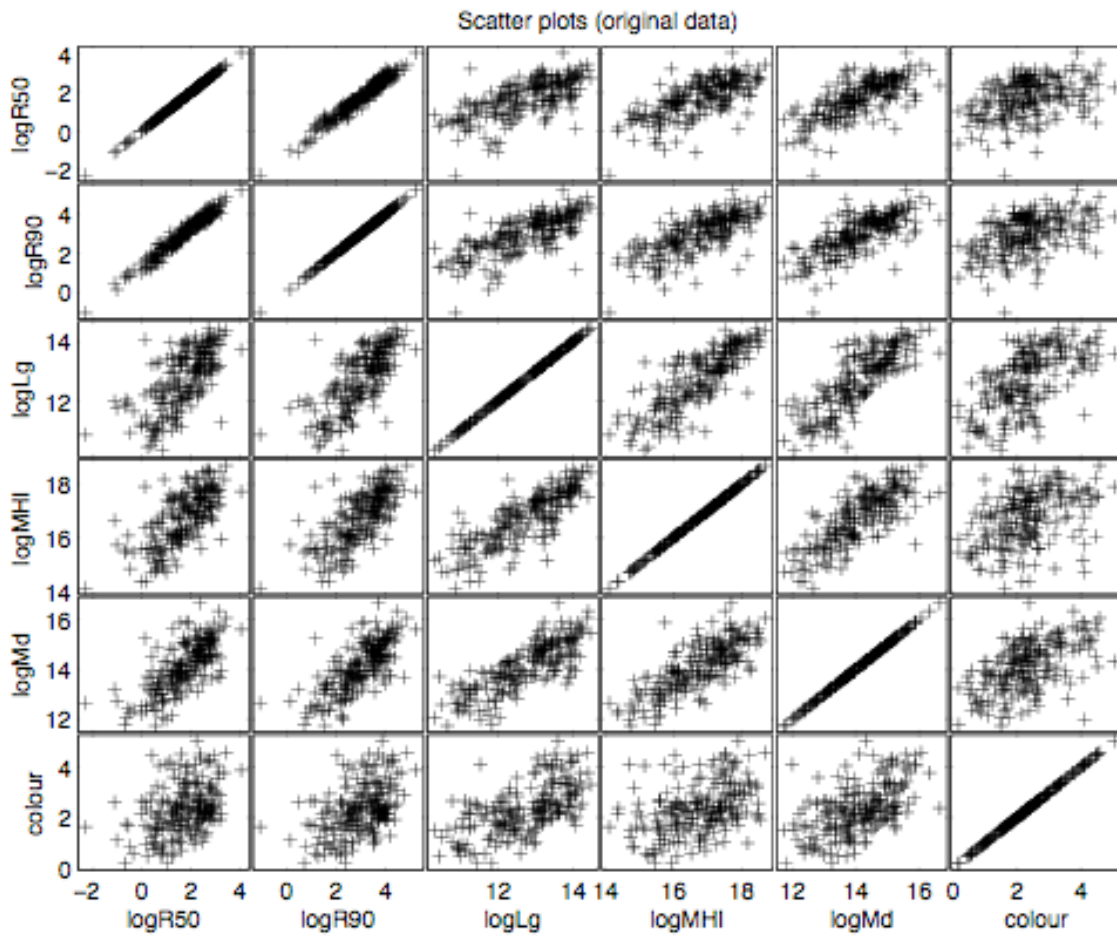 Scatter plots (original data)
logR50
4
2
0
−2
logR90
4
2
0
logLg
14
12
logMHI
18
16
14
logMd
16
14
12
colour
4
2
0
−2 0 2 4 0 2 4 12 14 14 16 18 12 14 16 0 2 4
logR50 logR90 logLg logMHI logMd colour